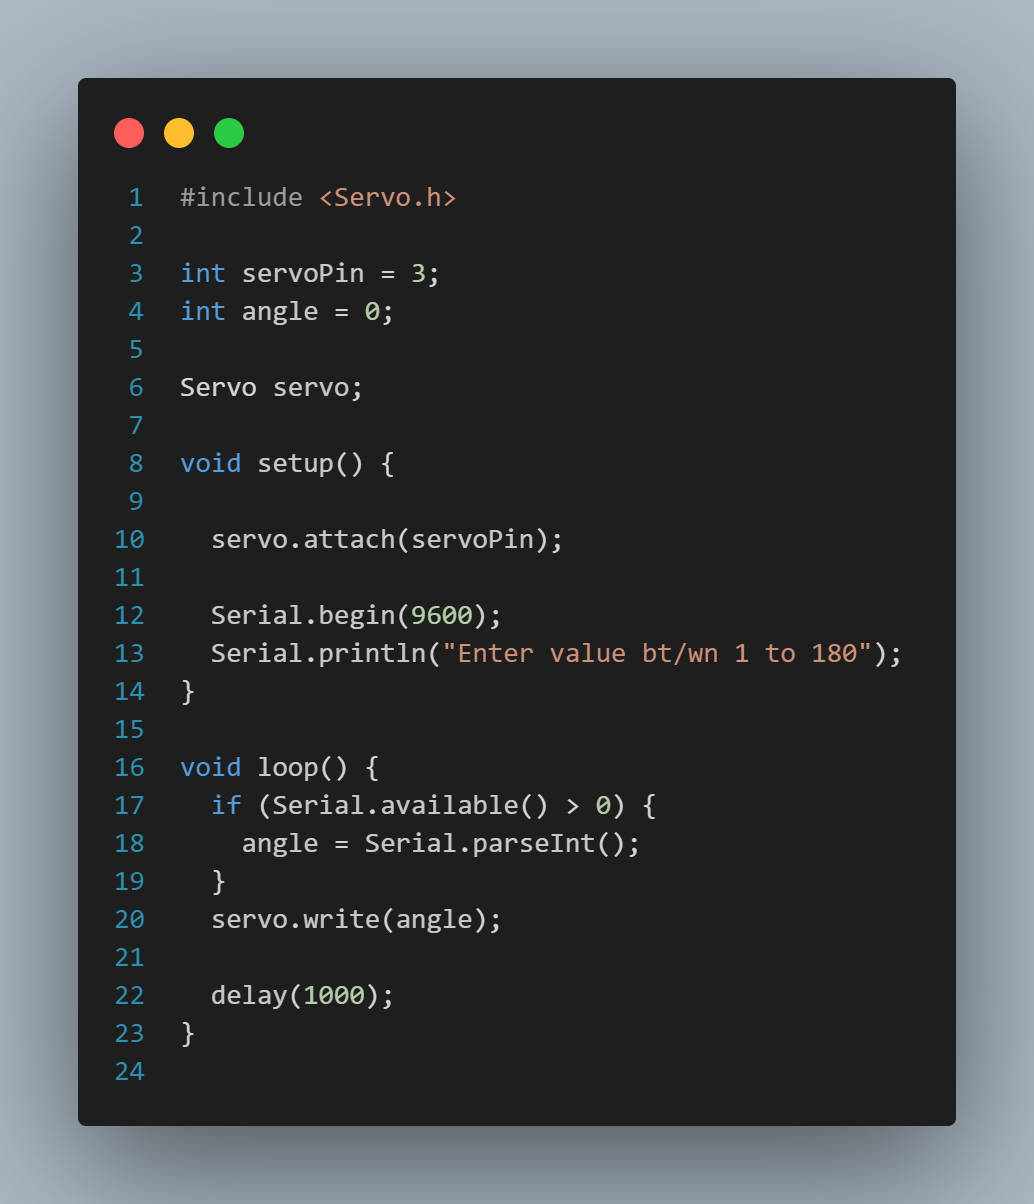 1 #include <Servo.h>
2
3 int servoPin = 3;
4 int angle = 0;
5
6 Servo servo;
7
8 void setup() {
9
10   servo.attach(servoPin);
11
12   Serial.begin(9600);
13   Serial.println("Enter value bt/wn 1 to 180");
14 }
15
16 void loop() {
17   if (Serial.available() > 0) {
18     angle = Serial.parseInt();
19   }
20   servo.write(angle);
21
22   delay(1000);
23 }
24